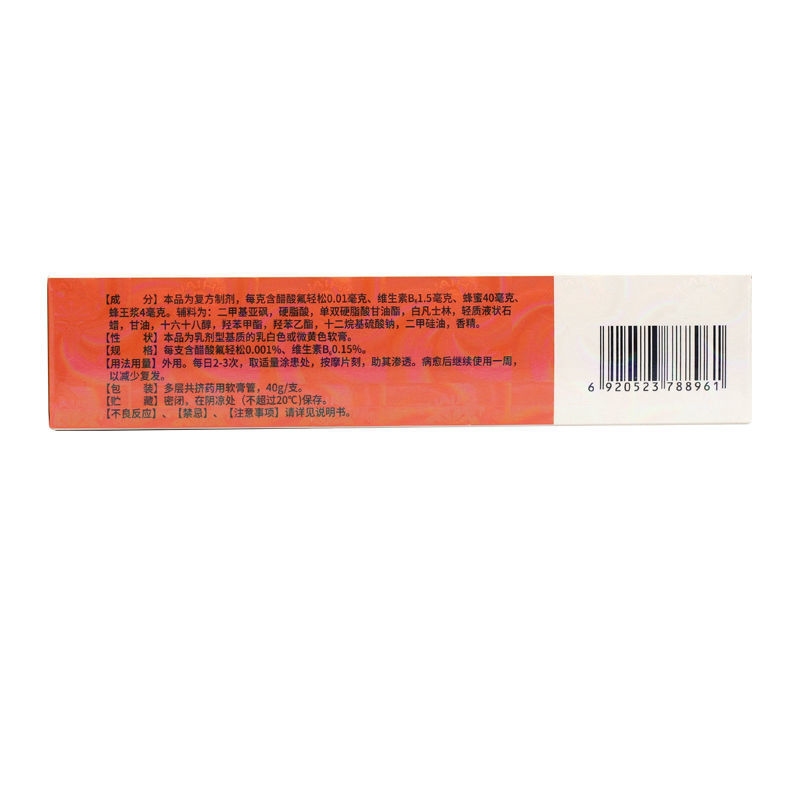 【成　　分】本品为复方制剂，每克含醋酸氟轻松0.01毫克、维生素B₆1.5毫克、蜂蜜40毫克、
蜂王浆4毫克。辅料为：二甲基亚砜，硬脂酸，单双硬脂酸甘油酯，白凡士林，轻质液状石
蜡，甘油，十六十八醇，羟苯甲酯，羟苯乙酯，十二烷基硫酸钠，二甲硅油，香精。
【性　　状】本品为乳剂型基质的乳白色或微黄色软膏。
【规　　格】每支含醋酸氟轻松0.001%、维生素B₆0.15%。
【用法用量】外用。每日2-3次，取适量涂患处，按摩片刻，助其渗透。病愈后继续使用一周，
以减少复发。
【包　　装】多层共挤药用软膏管，40g/支。
【贮　　藏】密闭，在阴凉处（不超过20℃)保存。
【不良反应】、【禁忌】、【注意事项】请详见说明书。
6 920523 788961